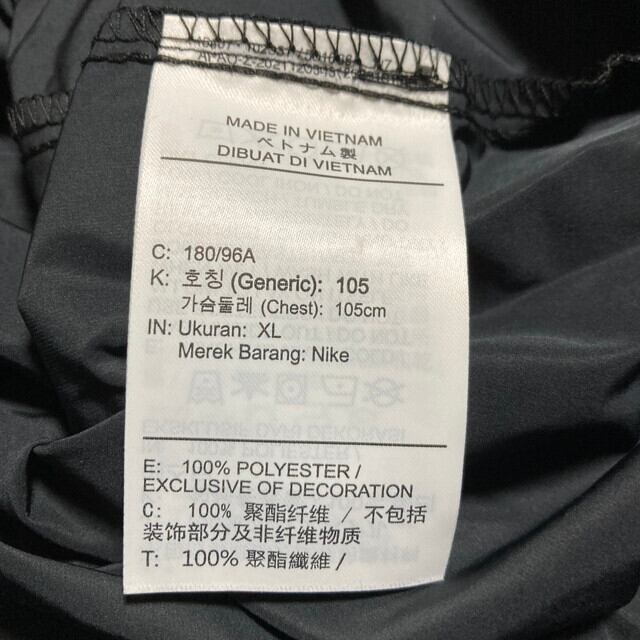 MADE IN VIETNAM
ベトナム製
DIBUAT DI VIETNAM
C: 180/96A
K: 호칭 (Generic): 105
가슴둘레 (Chest): 105cm
IN: Ukuran: XL
Merek Barang: Nike
E: 100% POLYESTER /
EXCLUSIVE OF DECORATION
C: 100% 聚酯纤维 / 不包括
装饰部分及非纤维物质
T: 100% 聚酯纖維 /